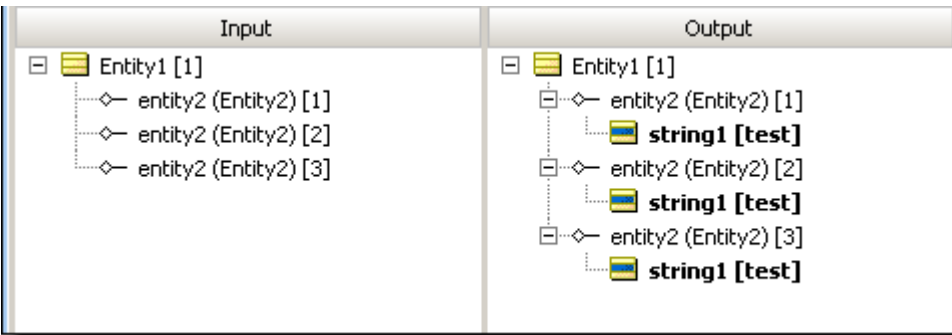 Input
Entity1 [1]
entity2 (Entity2) [1]
entity2 (Entity2) [2]
entity2 (Entity2) [3]
Output
Entity1 [1]
entity2 (Entity2) [1]
string1 [test]
entity2 (Entity2) [2]
string1 [test]
entity2 (Entity2) [3]
string1 [test]